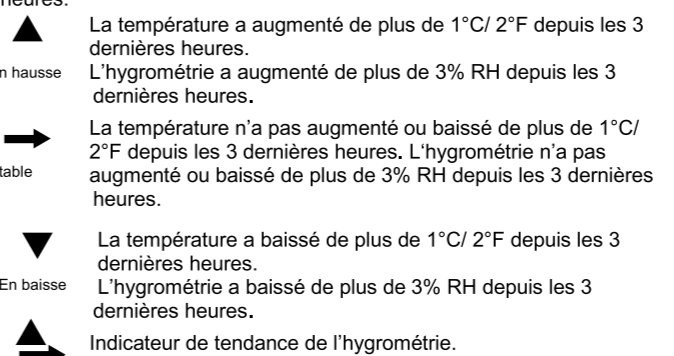 heures.
La température a augmenté de plus de 1°C/ 2°F depuis les 3
dernières heures.
n hausse
L'hygrométrie a augmenté de plus de 3% RH depuis les 3
dernières heures.
La température n'a pas augmenté ou baissé de plus de 1°C/
2°F depuis les 3 dernières heures. L'hygrométrie n'a pas
table
augmenté ou baissé de plus de 3% RH depuis les 3 dernières
heures.
La température a baissé de plus de 1°C/ 2°F depuis les 3
dernières heures.
En baisse
L'hygrométrie a baissé de plus de 3% RH depuis les 3
dernières heures.
Indicateur de tendance de l'hygrométrie.